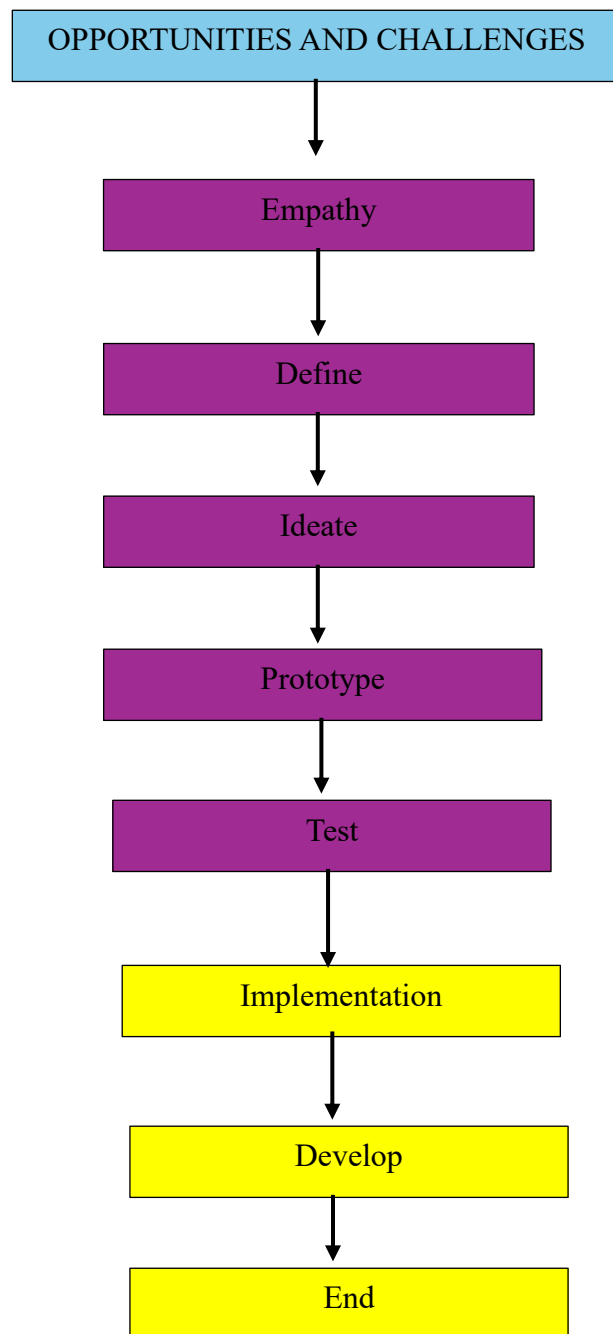 OPPORTUNITIES AND CHALLENGES
Empathy
Define
Ideate
Prototype
Test
Implementation
Develop
End